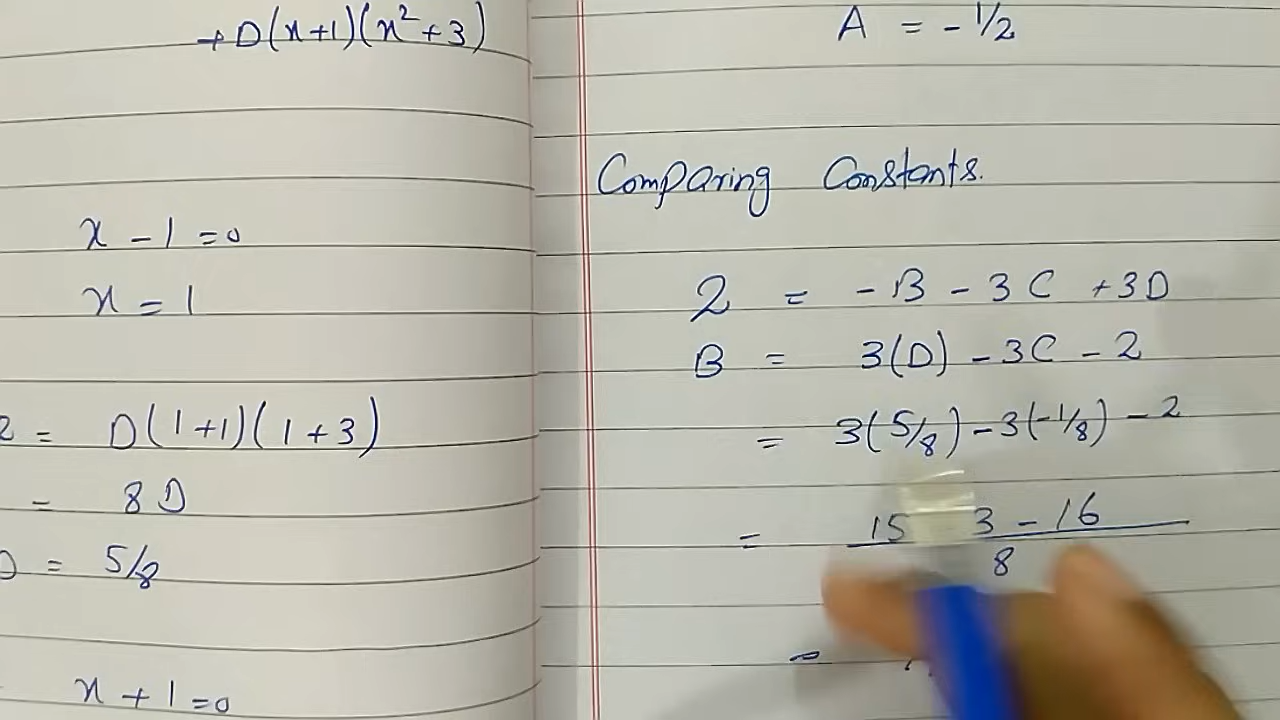 +D(x+1)(x²+3)
x - 1 = 0
x = 1
2 = D(1+1)(1+3)
= 8D
D = 5/8
x + 1 = 0
A = -1/2
Comparing Constants.
2 = -B - 3C + 3D
B = 3(D) - 3C - 2
= 3(5/8) - 3(-1/8) - 2
= 15 3 - 16
8
=